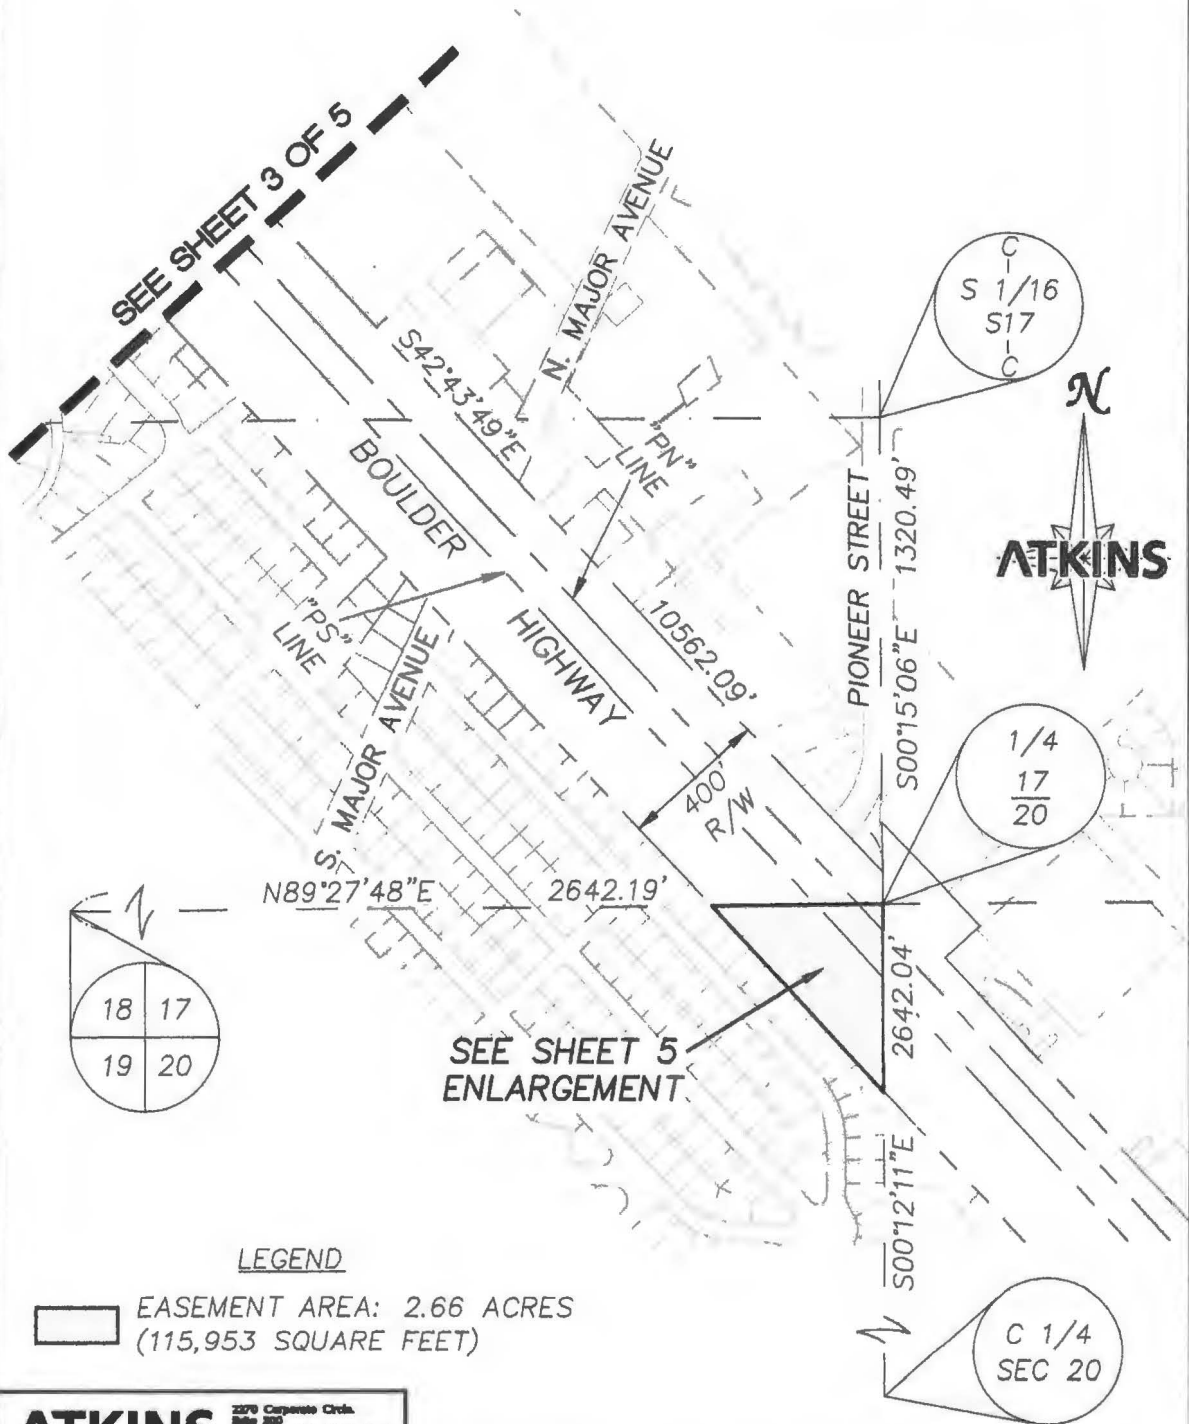 SEE SHEET 3 OF 5
N. MAJOR AVENUE
C
S 1/16
S17
C
N
S42°43'49"E
"PN"
LINE
BOULDER
HIGHWAY
PIONEER STREET
1320.49'
S00°15'06"E
ATKINS
"PS"
LINE
10562.09'
S. MAJOR AVENUE
400'
R/W
1/4
17
20
N89°27'48"E
2642.19'
2642.04'
18 17
19 20
SEE SHEET 5
ENLARGEMENT
S00°12'11"E
LEGEND
EASEMENT AREA: 2.66 ACRES
(115,953 SQUARE FEET)
C 1/4
SEC 20
ATKINS
2270 Corporate Circle,